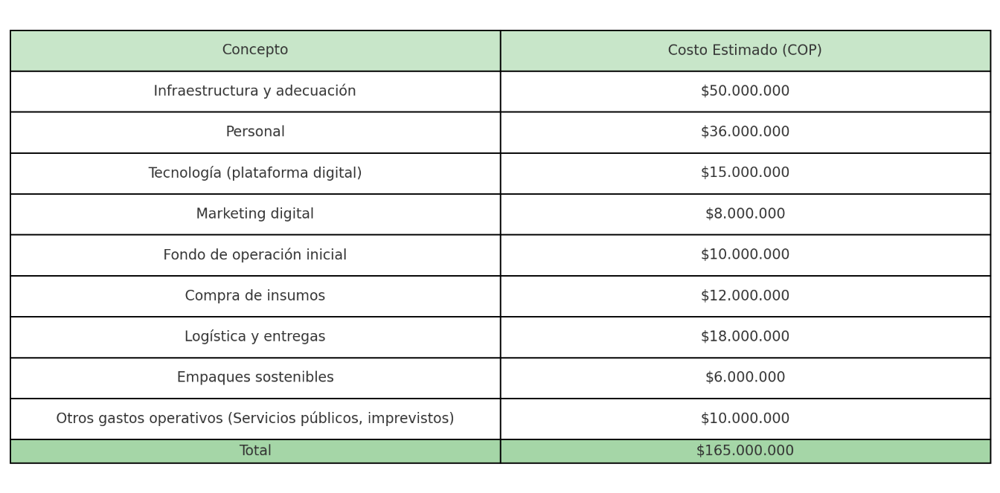 Concepto Costo Estimado (COP)
Infraestructura y adecuación $50.000.000
Personal $36.000.000
Tecnología (plataforma digital) $15.000.000
Marketing digital $8.000.000
Fondo de operación inicial $10.000.000
Compra de insumos $12.000.000
Logística y entregas $18.000.000
Empaques sostenibles $6.000.000
Otros gastos operativos (Servicios públicos, imprevistos) $10.000.000
Total $165.000.000